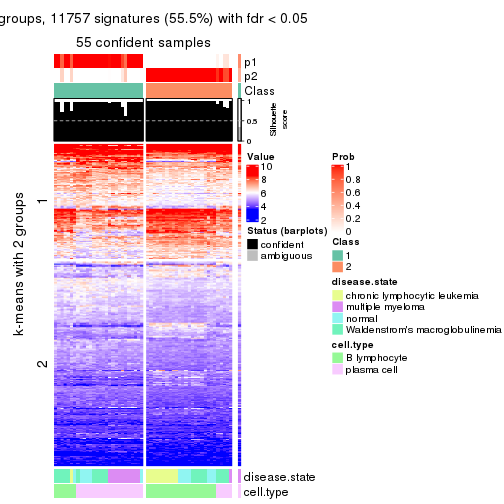 groups, 11757 signatures (55.5%) with fdr < 0.05
55 confident samples
p1
p2
Class
1
0.5
0
Silhouette
score
k-means with 2 groups
1
2
Value
10
8
6
4
2
Status (barplots)
confident
ambiguous
Prob
1
0.8
0.6
0.4
0.2
0
Class
1
2
disease.state
chronic lymphocytic leukemia
multiple myeloma
normal
Waldenstrom's macroglobulinemia
cell.type
B lymphocyte
plasma cell
disease.state
cell.type